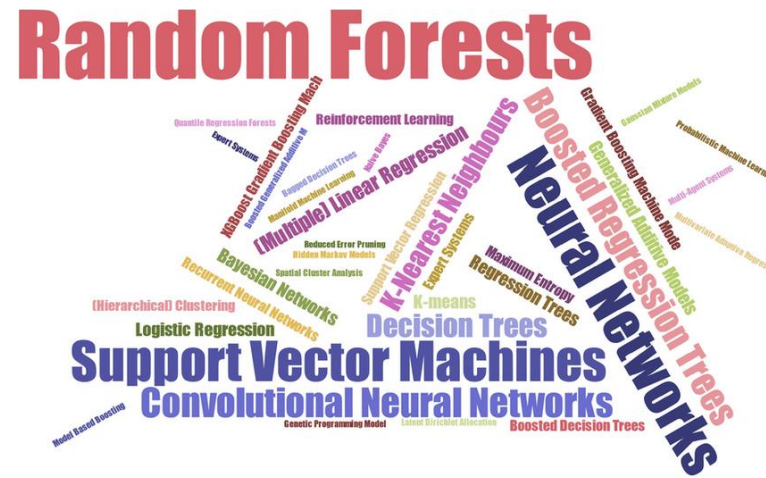 Random Forests
Quantile Regression Forests
Expert Systems
XGBoost Gradient Boosting Mach
Boosted Generalized Additive M
Reinforcement Learning
Bagged Decision Trees
Naive Bayes
Manifold Machine Learning
(Multiple) Linear Regression
Reduced Error Pruning
Hidden Markov Models
Spatial Cluster Analysis
Bayesian Networks
Recurrent Neural Networks
(Hierarchical) Clustering
Logistic Regression
Support Vector Regression
K-Nearest Neighbours
Expert Systems
Maximum Entropy
Regression Trees
K-means
Decision Trees
Boosted Regression Trees
Neural Networks
Gradient Boosting Machine Mode
Generalized Additive Models
Gaussian Mixture Models
Probabilistic Machine Learn
Multi-Agent Systems
Multivariate Adaptive Regres
Support Vector Machines
Convolutional Neural Networks
Model Based Boosting
Genetic Programming Model
Latent Dirichlet Allocation
Boosted Decision Trees